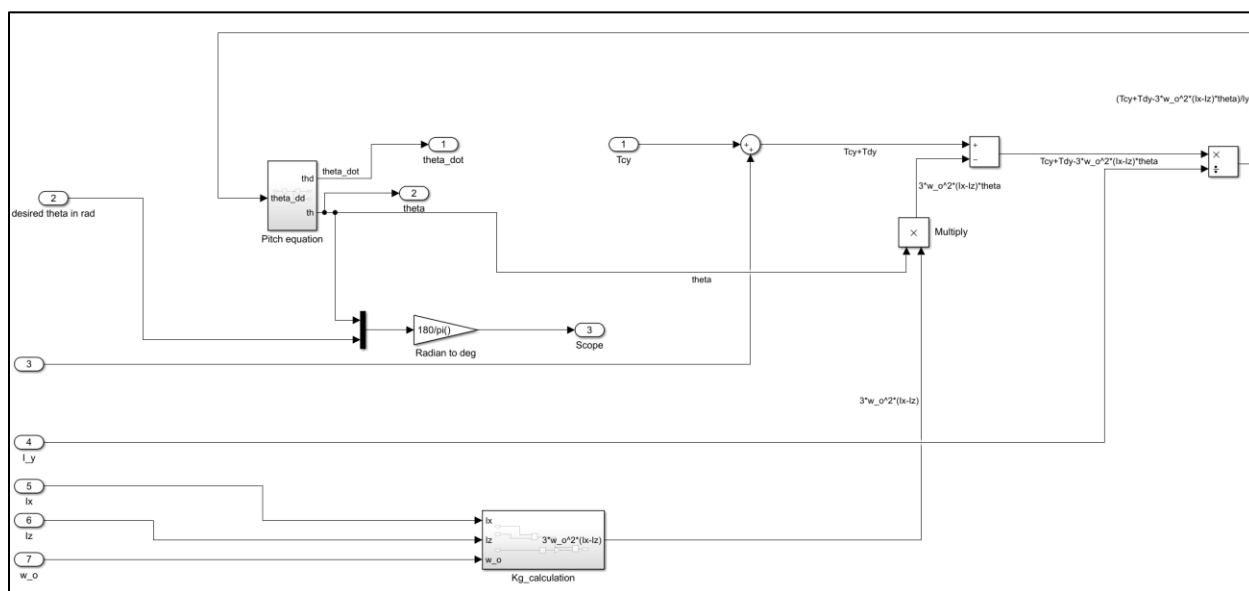 (Tcy+Tdy-3*w_o^2*(Ix-Iz)*theta)/Iy
1
theta_dot
1
Tcy
+
+
Tcy+Tdy
+
-
Tcy+Tdy-3*w_o^2*(Ix-Iz)*theta
×
÷
thd
theta_dot
theta_dd
th
Pitch equation
2
theta
2
desired theta in rad
3*w_o^2*(Ix-Iz)*theta
×
Multiply
theta
180/pi()
Radian to deg
3
Scope
3
3*w_o^2*(Ix-Iz)
4
I_y
5
Ix
6
Iz
7
w_o
Ix
Iz
w_o
3*w_o^2*(Ix-Iz)
Kg_calculation